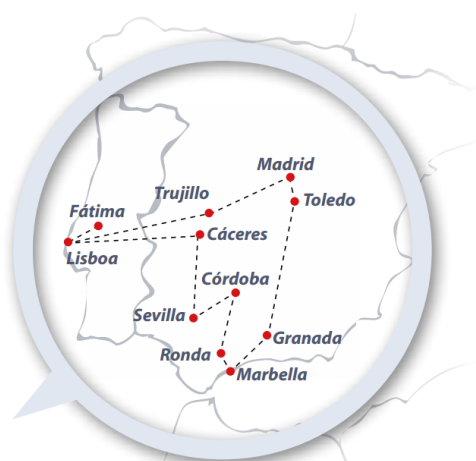 Madrid
Trujillo
Toledo
Fátima
Cáceres
Lisboa
Córdoba
Sevilla
Granada
Ronda
Marbella